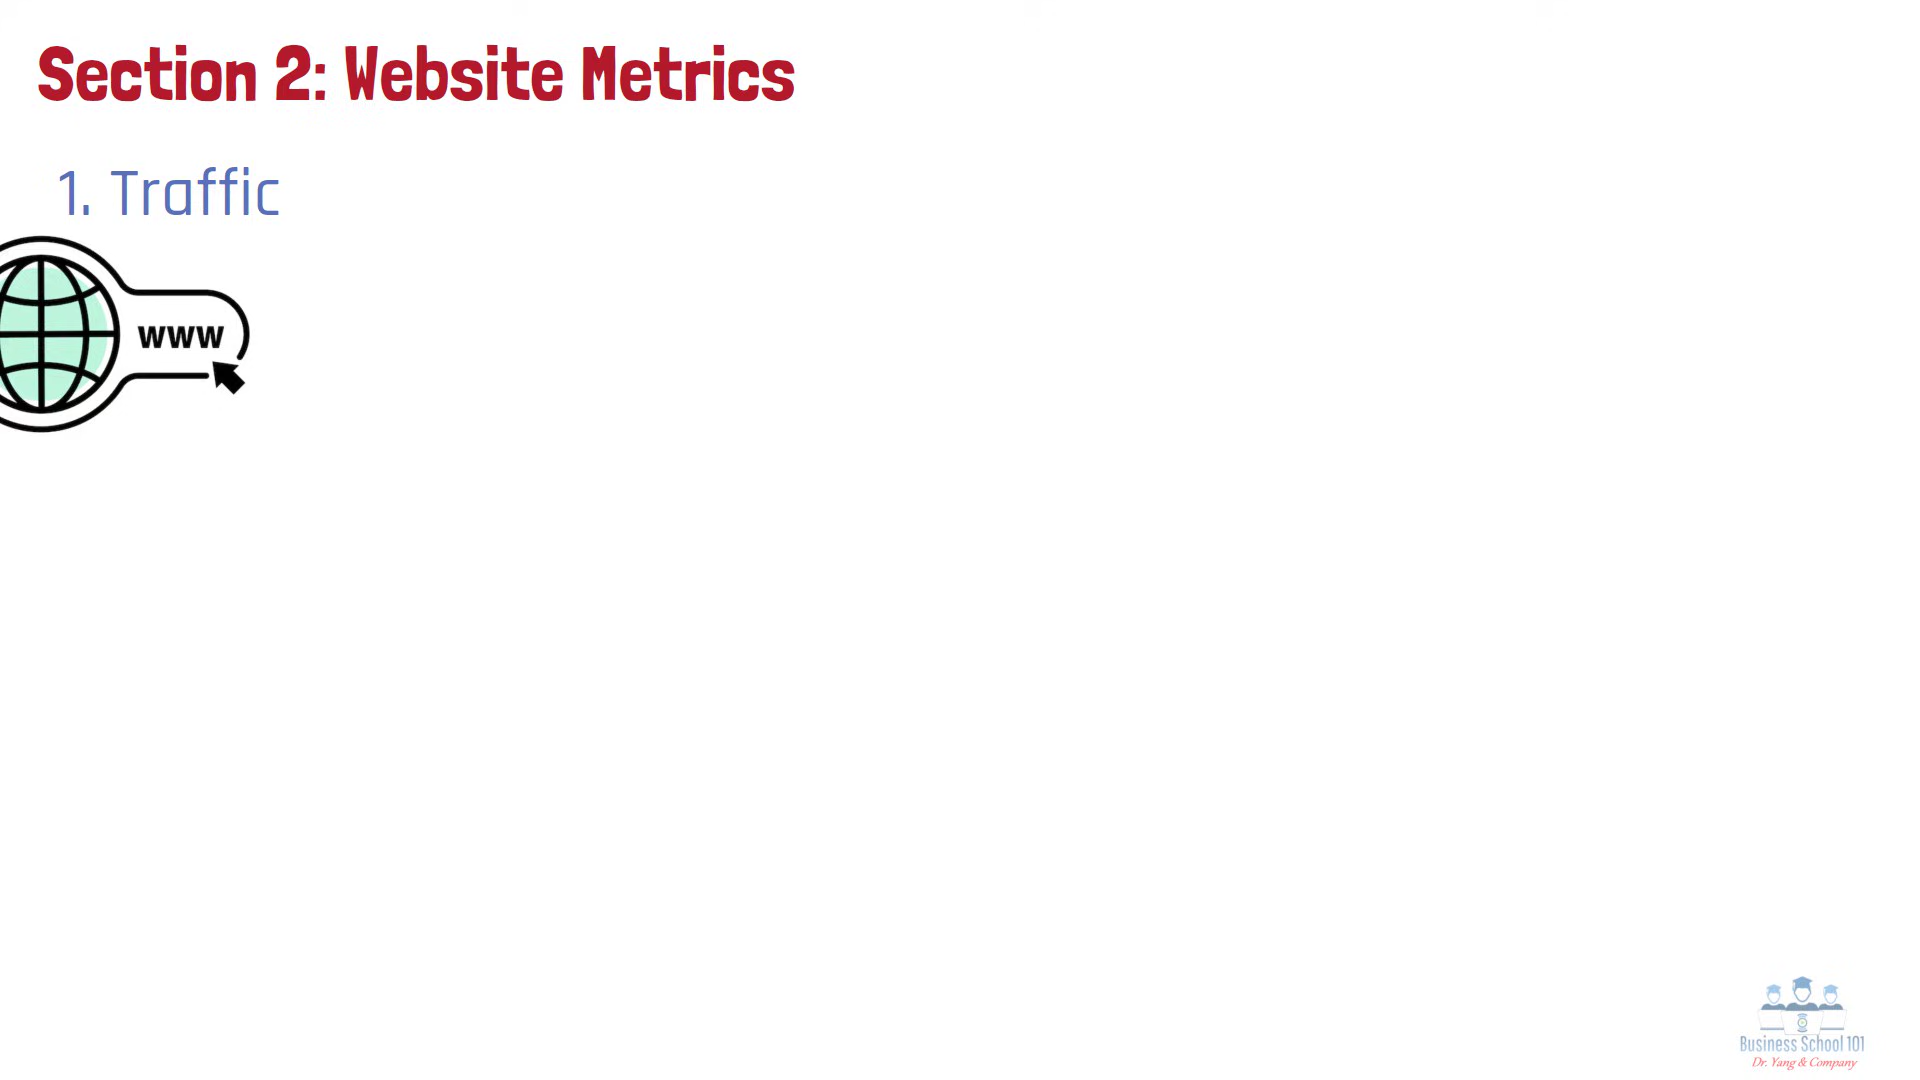 Section 2: Website Metrics
1. Traffic
www
Business School 101
Dr. Yang & Company